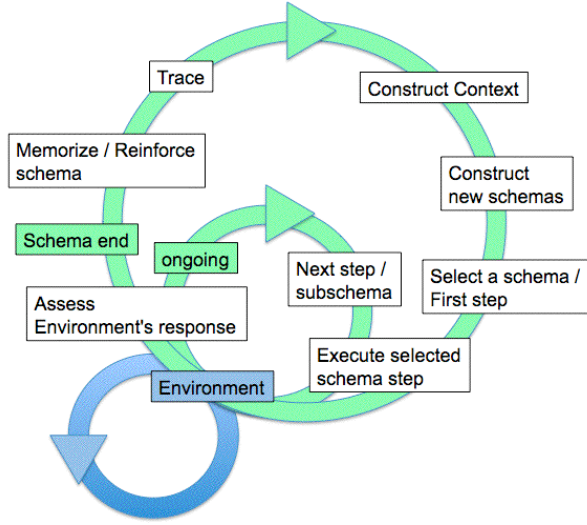 Trace
Construct Context
Memorize / Reinforce
schema
Construct
new schemas
Schema end
ongoing
Next step /
subschema
Select a schema /
First step
Assess
Environment's response
Execute selected
schema step
Environment